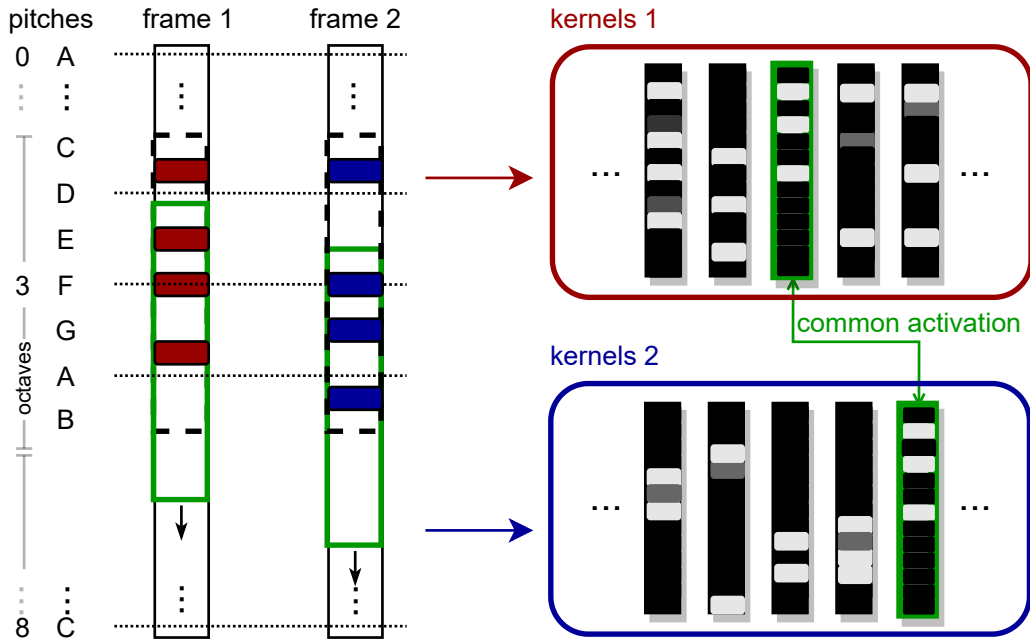 pitches frame 1 frame 2 kernels 1
0 A
⋮ ⋮ ⋮ ⋮
C
D
... ...
E
3 F
common activation
G
kernels 2
octaves
A
B
... ...
⋮ ⋮ ⋮ ⋮
8 C